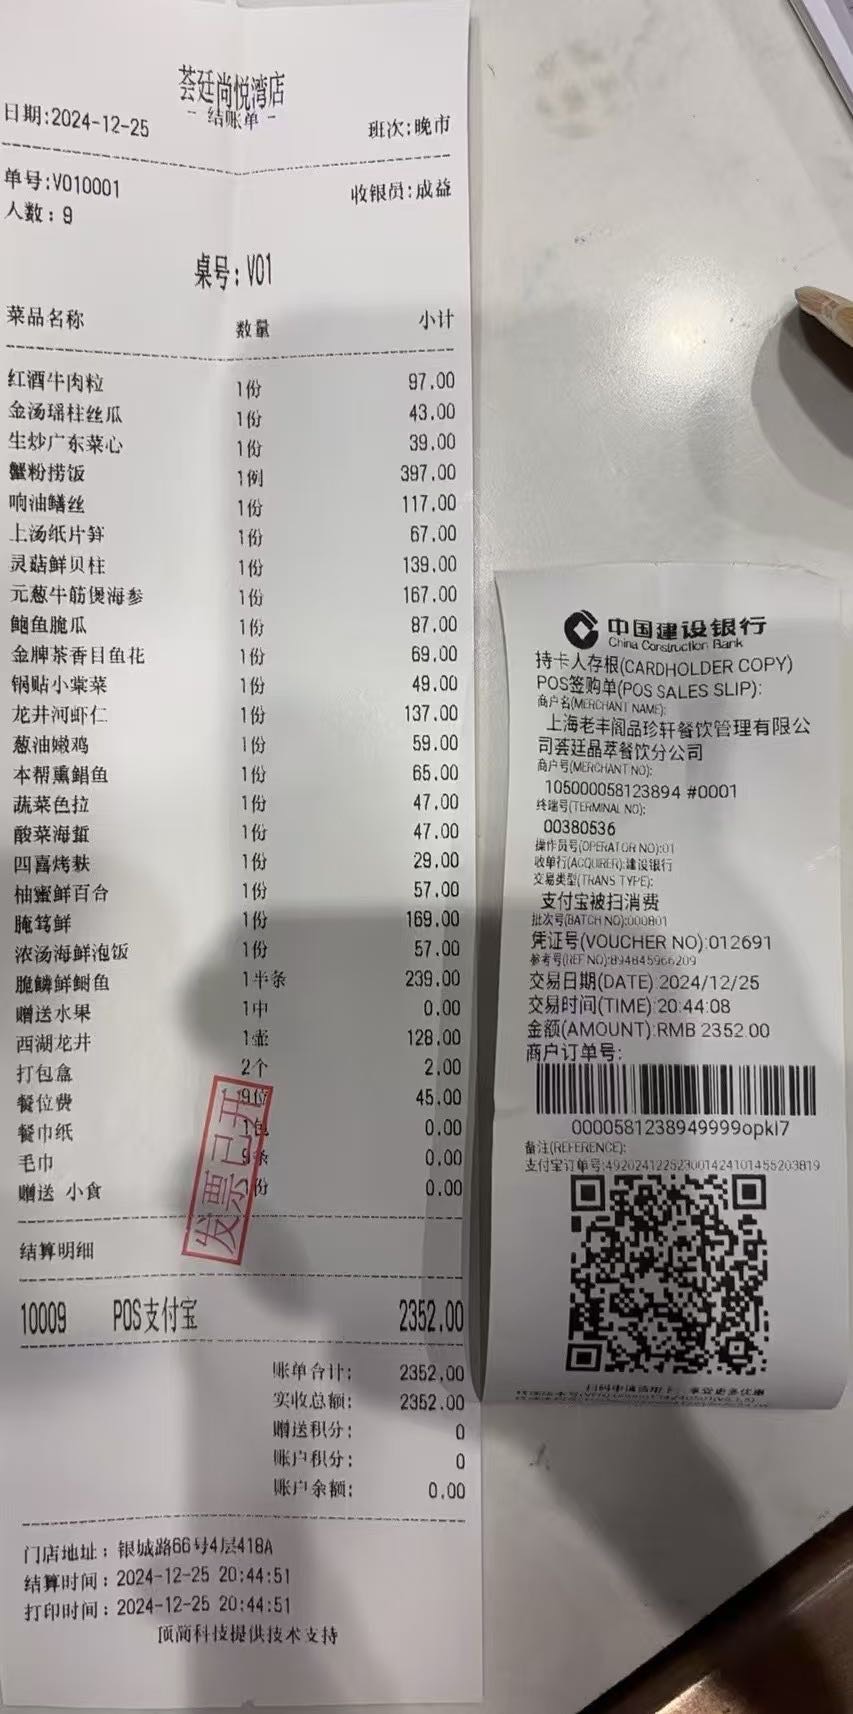 荟廷尚悦湾店
- 结账单 -
日期:2024-12-25 班次:晚市
单号:V010001 收银员:成益
人数: 9
桌号: V01
菜品名称 数量 小计
红酒牛肉粒 1份 97.00
金汤瑶柱丝瓜 1份 43.00
生炒广东菜心 1份 39.00
蟹粉捞饭 1例 397.00
响油鳝丝 1份 117.00
上汤纸片笋 1份 67.00
灵菇鲜贝柱 1份 139.00
元葱牛筋煲海参 1份 167.00
鲍鱼脆瓜 1份 87.00
金牌茶香目鱼花 1份 69.00
锅贴小棠菜 1份 49.00
龙井河虾仁 1份 137.00
葱油嫩鸡 1份 59.00
本帮熏鲳鱼 1份 65.00
蔬菜色拉 1份 47.00
酸菜海蜇 1份 47.00
四喜烤麸 1份 29.00
柚蜜鲜百合 1份 57.00
腌笃鲜 1份 169.00
浓汤海鲜泡饭 1份 57.00
脆鳞鲜鲥鱼 1半条 239.00
赠送水果 1中 0.00
西湖龙井 1壶 128.00
打包盒 2个 2.00
餐位费 9位 45.00
餐巾纸 1包 0.00
毛巾 9条 0.00
赠送 小食 份 0.00
发票已开
结算明细
10009 POS支付宝 2352.00
账单合计: 2352.00
实收总额: 2352.00
赠送积分: 0
账户积分: 0
账户余额: 0.00
门店地址: 银城路66号4层418A
结算时间: 2024-12-25 20:44:51
打印时间: 2024-12-25 20:44:51
顶简科技提供技术支持
中国建设银行
China Construction Bank
持卡人存根(CARDHOLDER COPY)
POS签购单(POS SALES SLIP):
商户名(MERCHANT NAME):
上海老丰阁品珍轩餐饮管理有限公
司荟廷晶萃餐饮分公司
商户号(MERCHANT NO):
105000058123894 #0001
终端号(TERMINAL NO):
00380536
操作员号(OPERATOR NO):01
收单行(ACQUIRER):建设银行
交易类型(TRANS TYPE):
支付宝被扫消费
批次号(BATCH NO):000801
凭证号(VOUCHER NO):012691
参考号(REF NO):894845966209
交易日期(DATE):2024/12/25
交易时间(TIME):20:44:08
金额(AMOUNT):RMB 2352.00
商户订单号:
0000581238949999opkl7
备注(REFERENCE):
支付宝订单号:492024122523001424101455203819
扫码申请信用卡，享受更多优惠